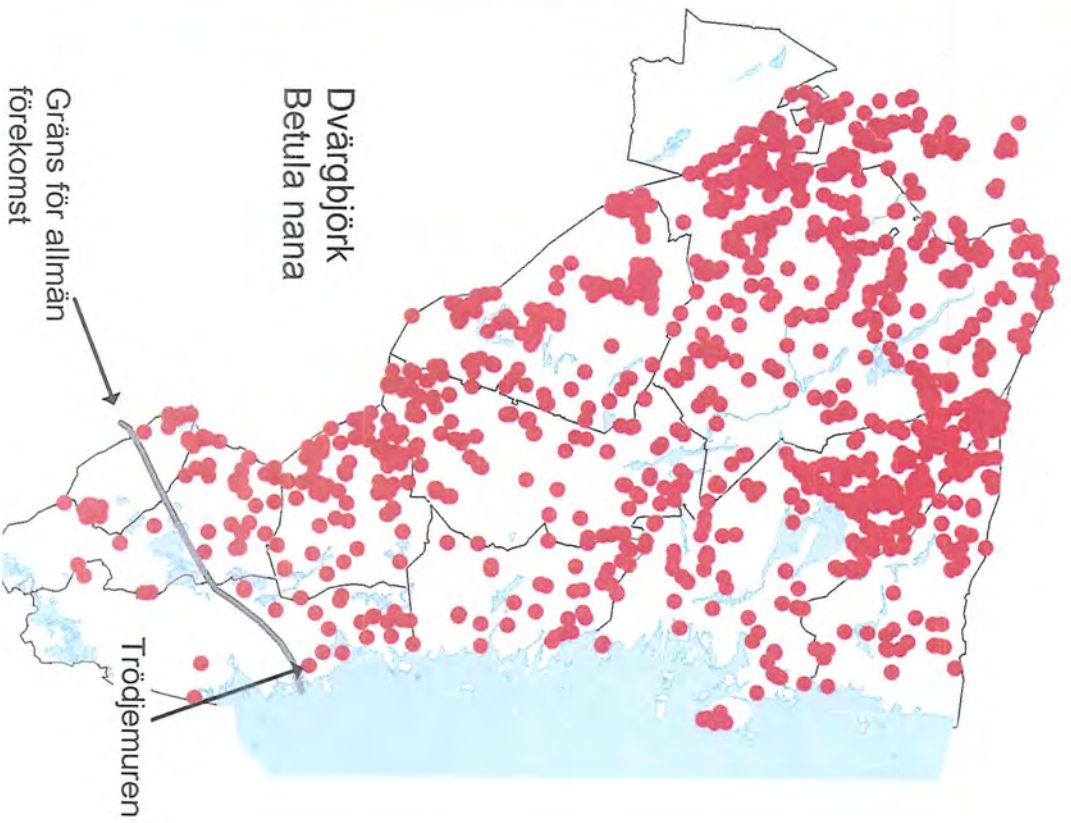 Dvärgbjörk
Betula nana
Gräns för allmän
förekomst
Trödjemuren